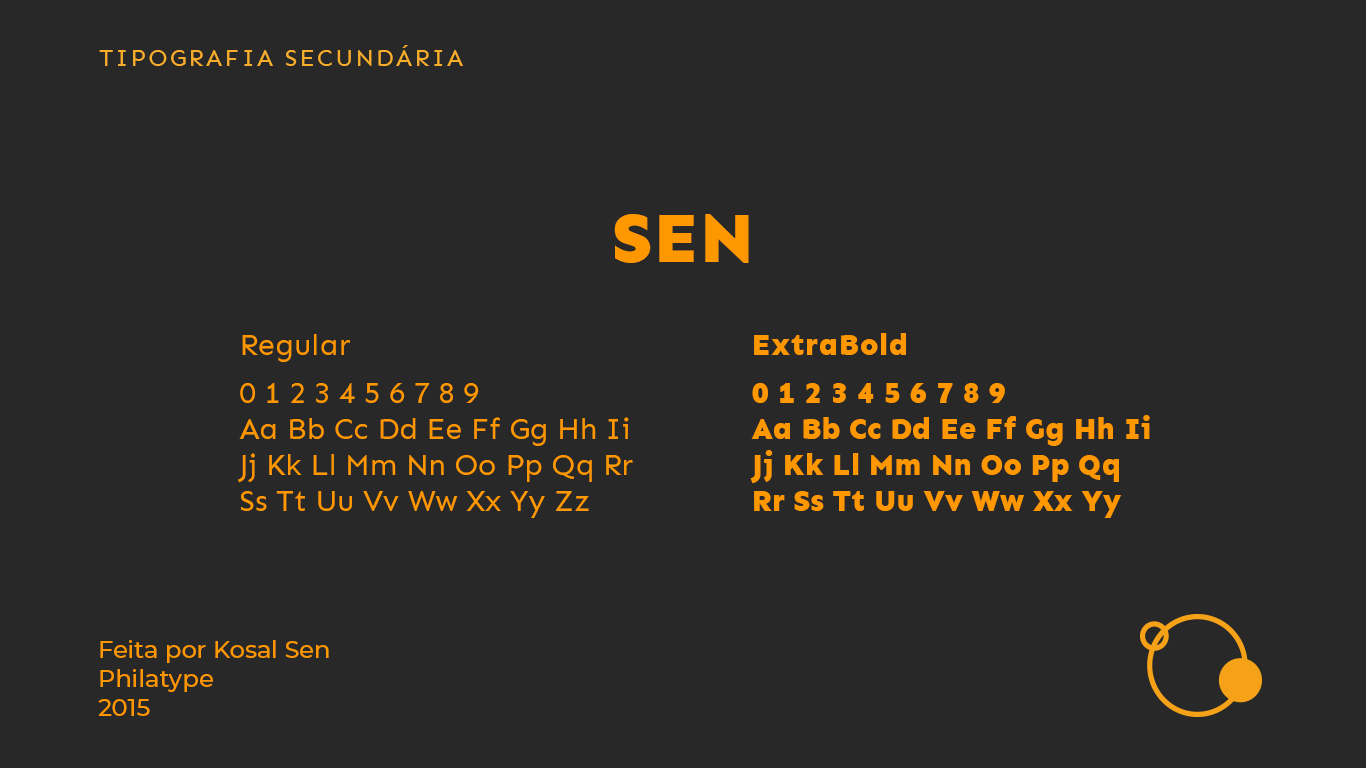 TIPOGRAFIA SECUNDÁRIA
SEN
Regular
0 1 2 3 4 5 6 7 8 9
Aa Bb Cc Dd Ee Ff Gg Hh Ii
Jj Kk Ll Mm Nn Oo Pp Qq Rr
Ss Tt Uu Vv Ww Xx Yy Zz
ExtraBold
0 1 2 3 4 5 6 7 8 9
Aa Bb Cc Dd Ee Ff Gg Hh Ii
Jj Kk Ll Mm Nn Oo Pp Qq
Rr Ss Tt Uu Vv Ww Xx Yy
Feita por Kosal Sen
Philatype
2015